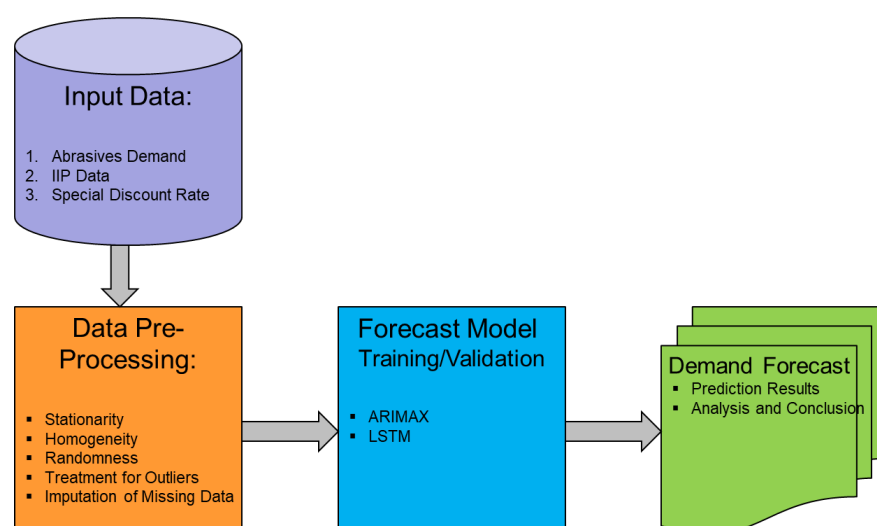 Input Data:
1. Abrasives Demand
2. IIP Data
3. Special Discount Rate
Data Pre-
Processing:
▪ Stationarity
▪ Homogeneity
▪ Randomness
▪ Treatment for Outliers
▪ Imputation of Missing Data
Forecast Model
Training/Validation
▪ ARIMAX
▪ LSTM
Demand Forecast
▪ Prediction Results
▪ Analysis and Conclusion